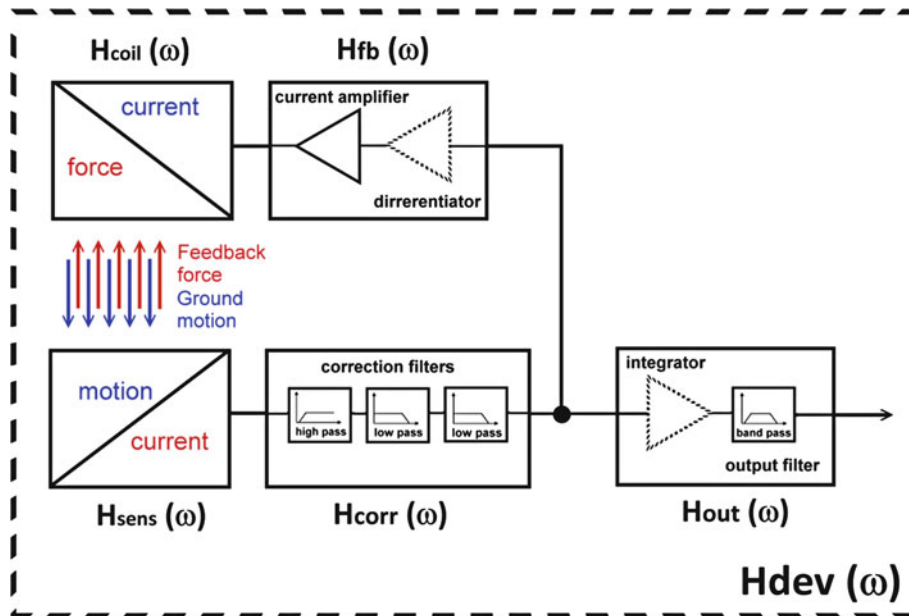 Hcoil (ω)
Hfb (ω)
current
force
current amplifier
dirrerentiator
Feedback
force
Ground
motion
motion
current
correction filters
high pass
low pass
low pass
integrator
band pass
output filter
Hsens (ω)
Hcorr (ω)
Hout (ω)
Hdev (ω)